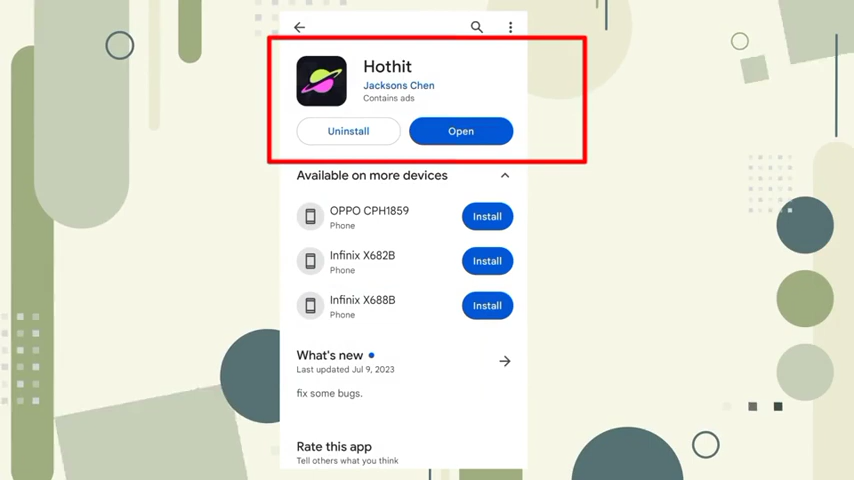 Hothit
Jacksons Chen
Contains ads
Uninstall
Open
Available on more devices
OPPO CPH1859
Phone
Install
Infinix X682B
Phone
Install
Infinix X688B
Phone
Install
What's new
Last updated Jul 9, 2023
fix some bugs.
Rate this app
Tell others what you think